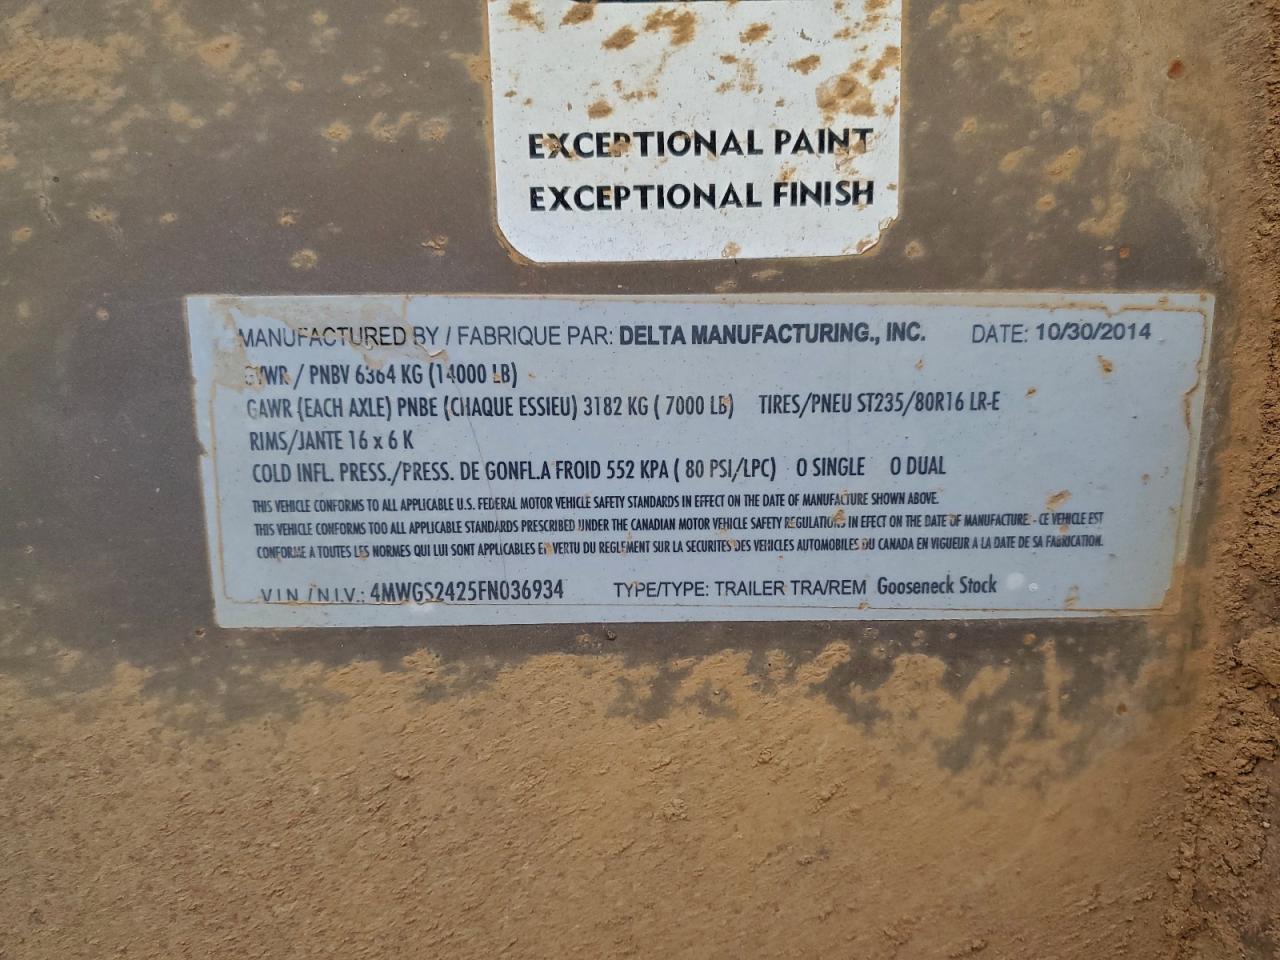 EXCEPTIONAL PAINT
EXCEPTIONAL FINISH
MANUFACTURED BY / FABRIQUE PAR: DELTA MANUFACTURING., INC. DATE: 10/30/2014
GVWR / PNBV 6364 KG (14000 LB)
GAWR (EACH AXLE) PNBE (CHAQUE ESSIEU) 3182 KG ( 7000 LB) TIRES/PNEU ST235/80R16 LR-E
RIMS/JANTE 16 x 6 K
COLD INFL. PRESS./PRESS. DE GONFL.A FROID 552 KPA ( 80 PSI/LPC) O SINGLE O DUAL
THIS VEHICLE CONFORMS TO ALL APPLICABLE U.S. FEDERAL MOTOR VEHICLE SAFETY STANDARDS IN EFFECT ON THE DATE OF MANUFACTURE SHOWN ABOVE.
THIS VEHICLE CONFORMS TOO ALL APPLICABLE STANDARDS PRESCRIBED UNDER THE CANADIAN MOTOR VEHICLE SAFETY REGULATIONS IN EFECT ON THE DATE OF MANUFACTURE - CE VEHICLE EST
CONFORME A TOUTES LES NORMES QUI LUI SONT APPLICABLES EN VERTU DU REGLEMENT SUR LA SECURITES DES VEHICLES AUTOMOBILES DU CANADA EN VIGUEUR A LA DATE DE SA FABRICATION.
V.I.N. / N.I.V.: 4MWGS2425FN036934 TYPE/TYPE: TRAILER TRA/REM Gooseneck Stock